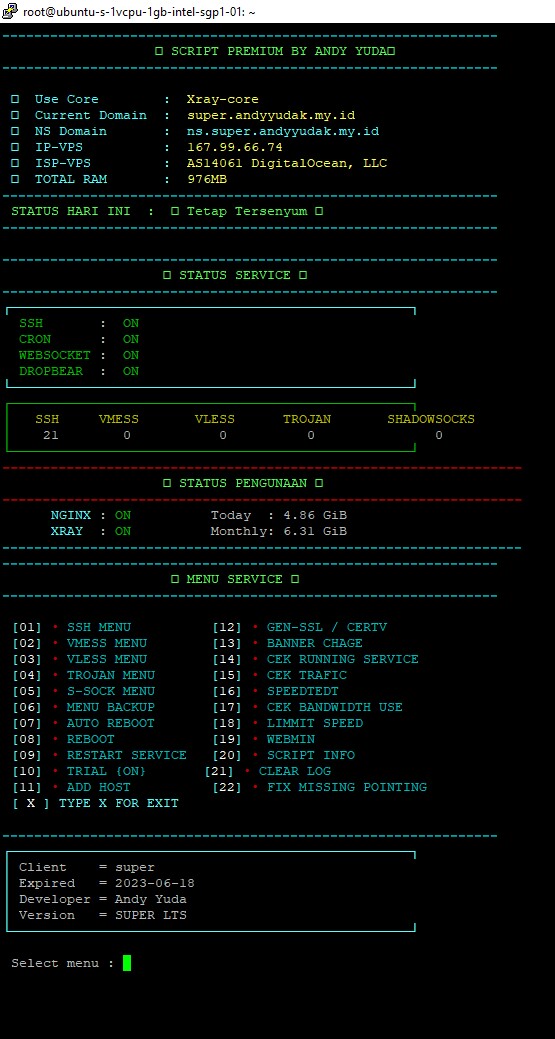 root@ubuntu-s-1vcpu-1gb-intel-sgp1-01: ~
□ SCRIPT PREMIUM BY ANDY YUDA□
□ Use Core : Xray-core
□ Current Domain : super.andyyudak.my.id
□ NS Domain : ns.super.andyyudak.my.id
□ IP-VPS : 167.99.66.74
□ ISP-VPS : AS14061 DigitalOcean, LLC
□ TOTAL RAM : 976MB
STATUS HARI INI : □ Tetap Tersenyum □
□ STATUS SERVICE □
SSH : ON
CRON : ON
WEBSOCKET : ON
DROPBEAR : ON
SSH VMESS VLESS TROJAN SHADOWSOCKS
21 0 0 0 0
□ STATUS PENGUNAAN □
NGINX : ON Today : 4.86 GiB
XRAY : ON Monthly: 6.31 GiB
□ MENU SERVICE □
[01] • SSH MENU [12] • GEN-SSL / CERTV
[02] • VMESS MENU [13] • BANNER CHAGE
[03] • VLESS MENU [14] • CEK RUNNING SERVICE
[04] • TROJAN MENU [15] • CEK TRAFIC
[05] • S-SOCK MENU [16] • SPEEDTEDT
[06] • MENU BACKUP [17] • CEK BANDWIDTH USE
[07] • AUTO REBOOT [18] • LIMMIT SPEED
[08] • REBOOT [19] • WEBMIN
[09] • RESTART SERVICE [20] • SCRIPT INFO
[10] • TRIAL {ON} [21] • CLEAR LOG
[11] • ADD HOST [22] • FIX MISSING POINTING
[ X ] TYPE X FOR EXIT
Client = super
Expired = 2023-06-18
Developer = Andy Yuda
Version = SUPER LTS
Select menu :